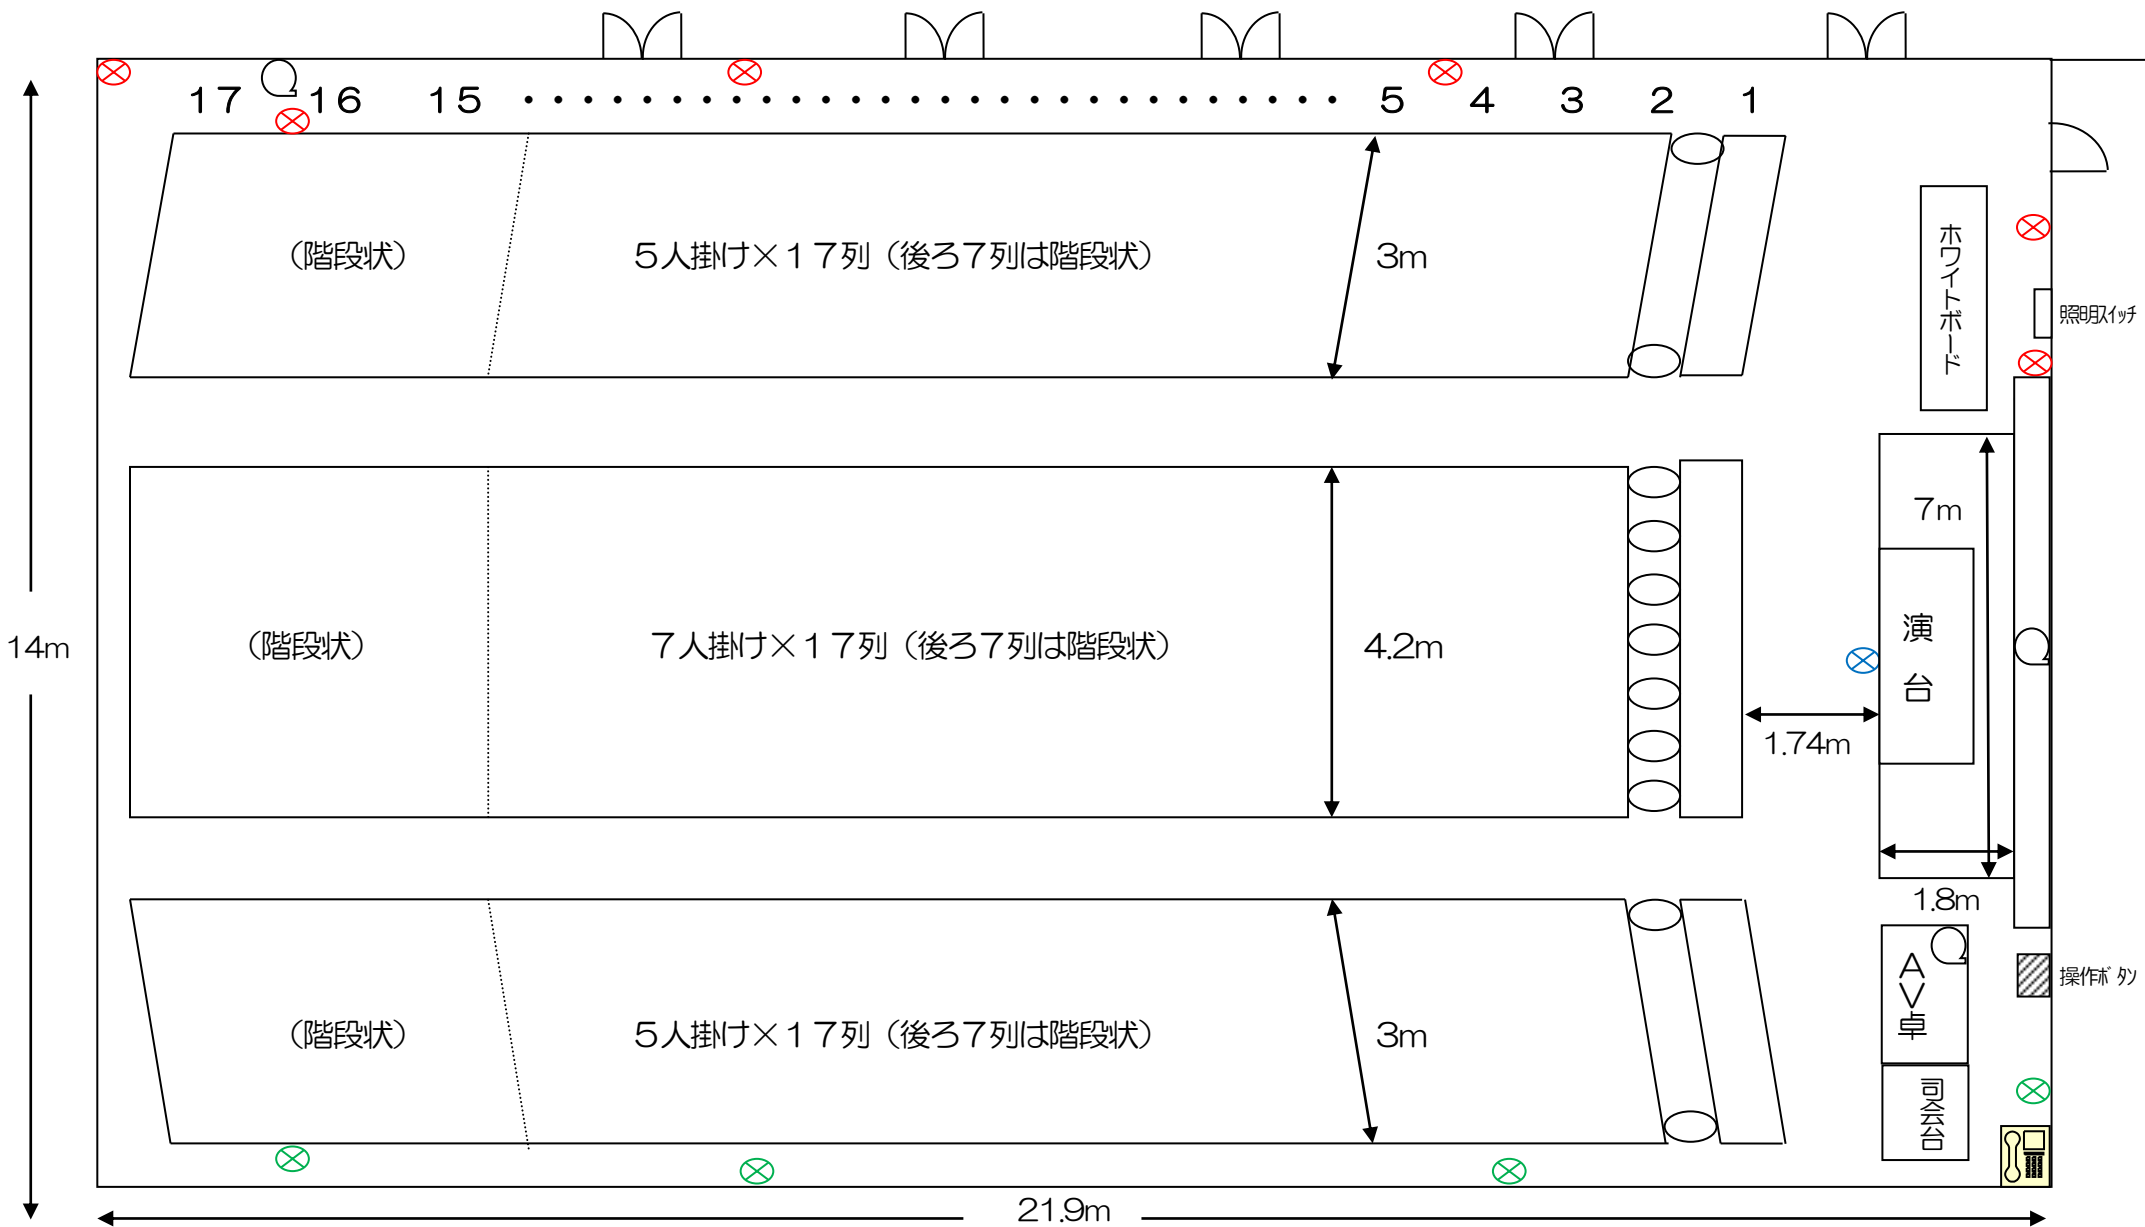 17 16 15 ・・・・・・・・・・・・・・・・・・・・・・・・・・・・ 5 4 3 2 1
（階段状） ５人掛け×１７列（後ろ７列は階段状） 3m
ホワイトボード
照明スイッチ
7m
14m
（階段状） ７人掛け×１７列（後ろ７列は階段状） 4.2m
演台
1.74m
1.8m
AV卓
操作ボタン
（階段状） ５人掛け×１７列（後ろ７列は階段状） 3m
司会台
21.9m